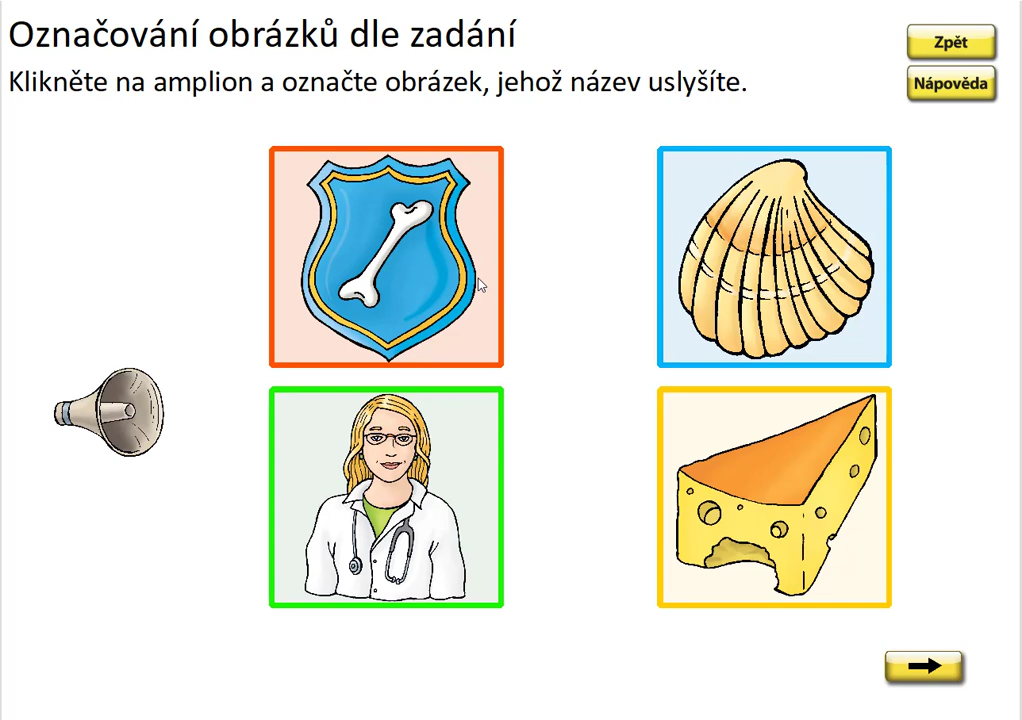 Označování obrázků dle zadání
Klikněte na amplion a označte obrázek, jehož název uslyšíte.
Zpět
Nápověda